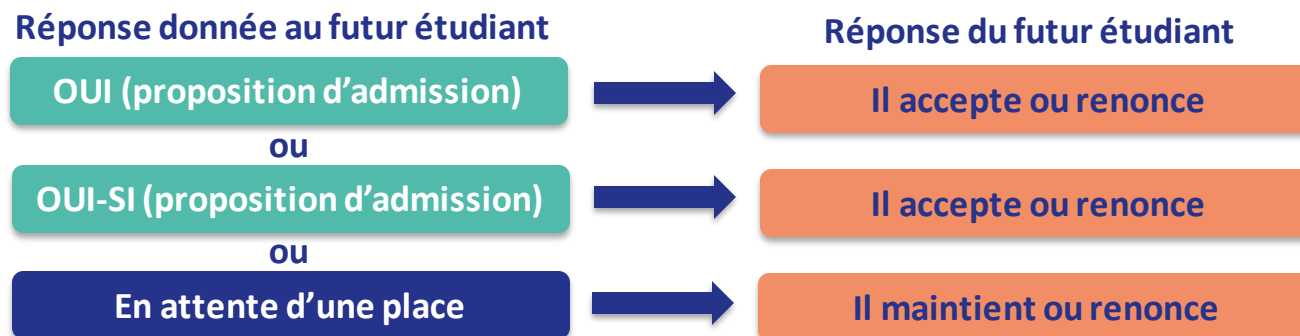 Réponse donnée au futur étudiant
Réponse du futur étudiant
OUI (proposition d'admission)
Il accepte ou renonce
ou
OUI-SI (proposition d'admission)
Il accepte ou renonce
ou
En attente d'une place
Il maintient ou renonce